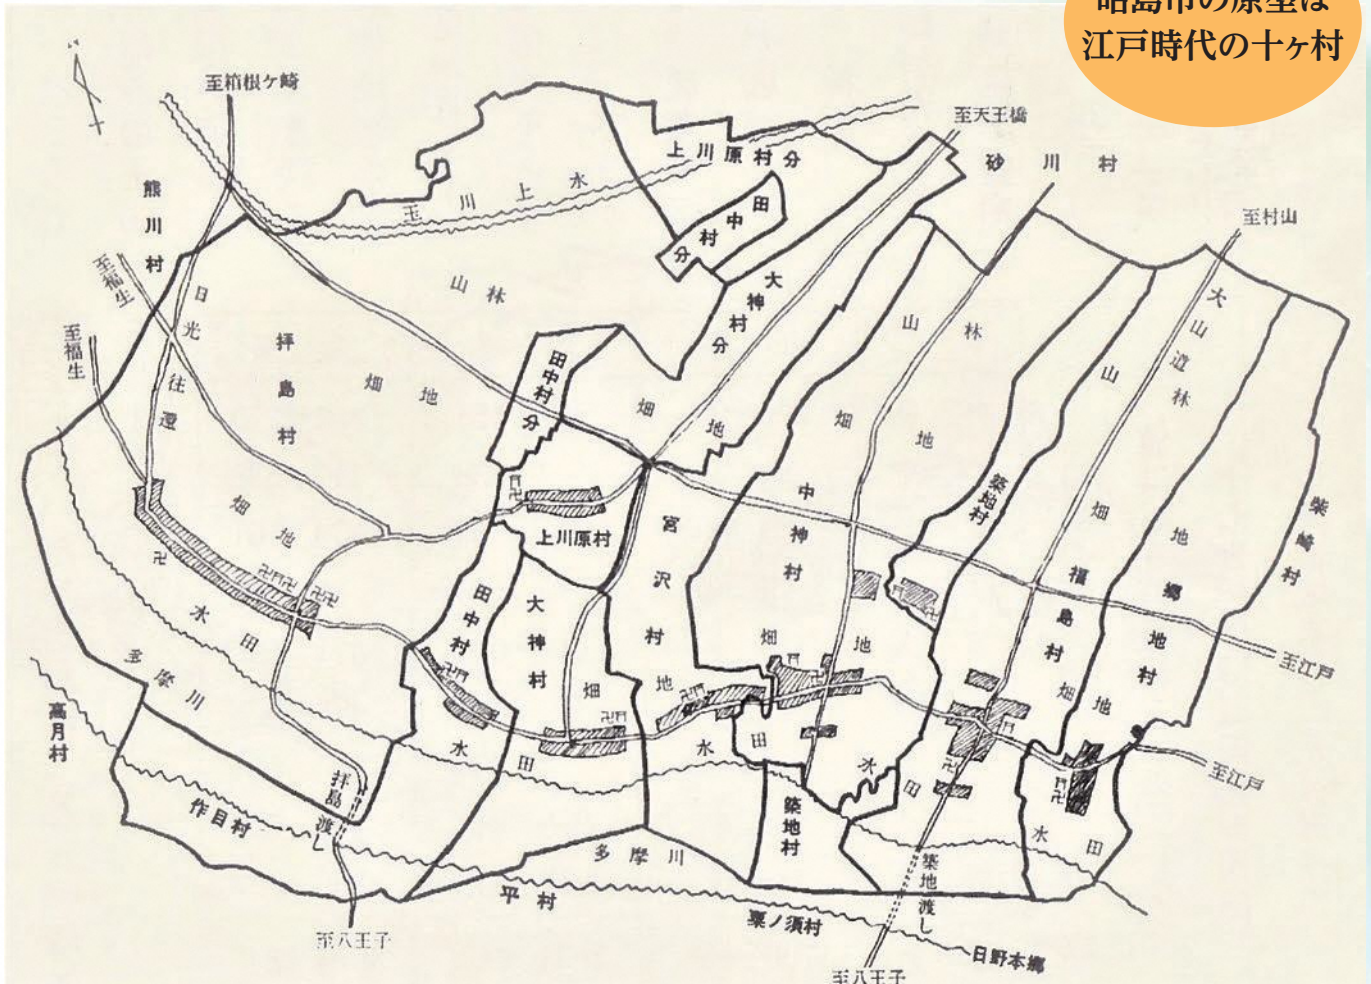 昭島市の原型は
江戸時代の十ヶ村
至箱根ケ崎
至天王橋
砂川村
上川原村分
熊川村
玉川上水
田中村分
至村山
至福生
大神村分
山林
日光往還
拝島村
至福生
畑地
田中村分
畑地
山林
畑地
大山道
山林
築地村
畑地
柴崎村
畑地
上川原村
宮沢村
中神村
福島村
郷地村
田中村
大神村
水田
畑地
畑地
畑地
至江戸
多摩川
高月村
水田
水田
水田
至江戸
拝島渡し
作目村
築地村
水田
多摩川
平村
粟ノ須村
築地渡し
日野本郷
至八王子
至八王子